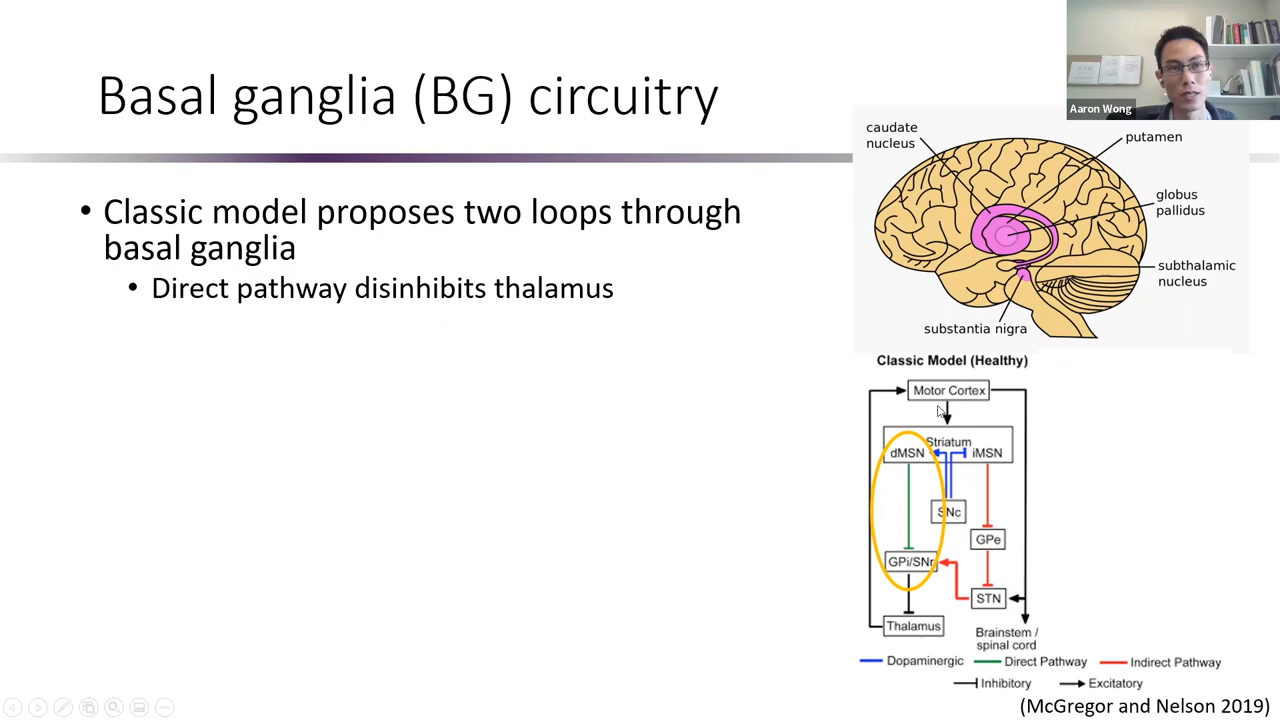 Basal ganglia (BG) circuitry
Aaron Wong
• Classic model proposes two loops through
basal ganglia
• Direct pathway disinhibits thalamus
caudate
nucleus
putamen
globus
pallidus
subthalamic
nucleus
substantia nigra
Classic Model (Healthy)
Motor Cortex
Striatum
dMSN
iMSN
SNc
GPe
GPi/SNr
STN
Thalamus
Brainstem /
spinal cord
Dopaminergic
Direct Pathway
Indirect Pathway
Inhibitory
Excitatory
(McGregor and Nelson 2019)